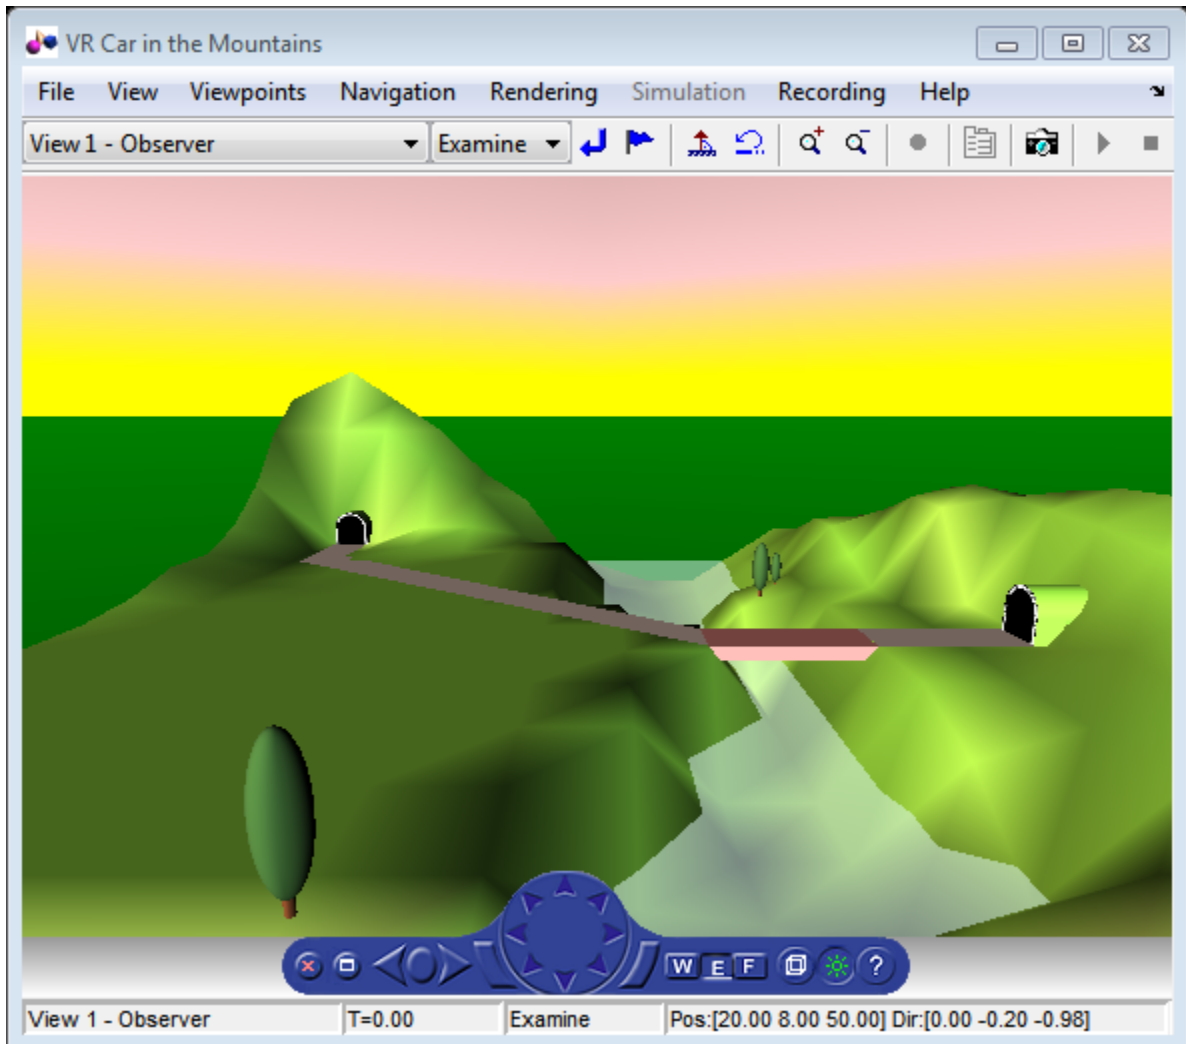 VR Car in the Mountains
File View Viewpoints Navigation Rendering Simulation Recording Help
View 1 - Observer Examine
W E F ?
View 1 - Observer T=0.00 Examine Pos:[20.00 8.00 50.00] Dir:[0.00 -0.20 -0.98]